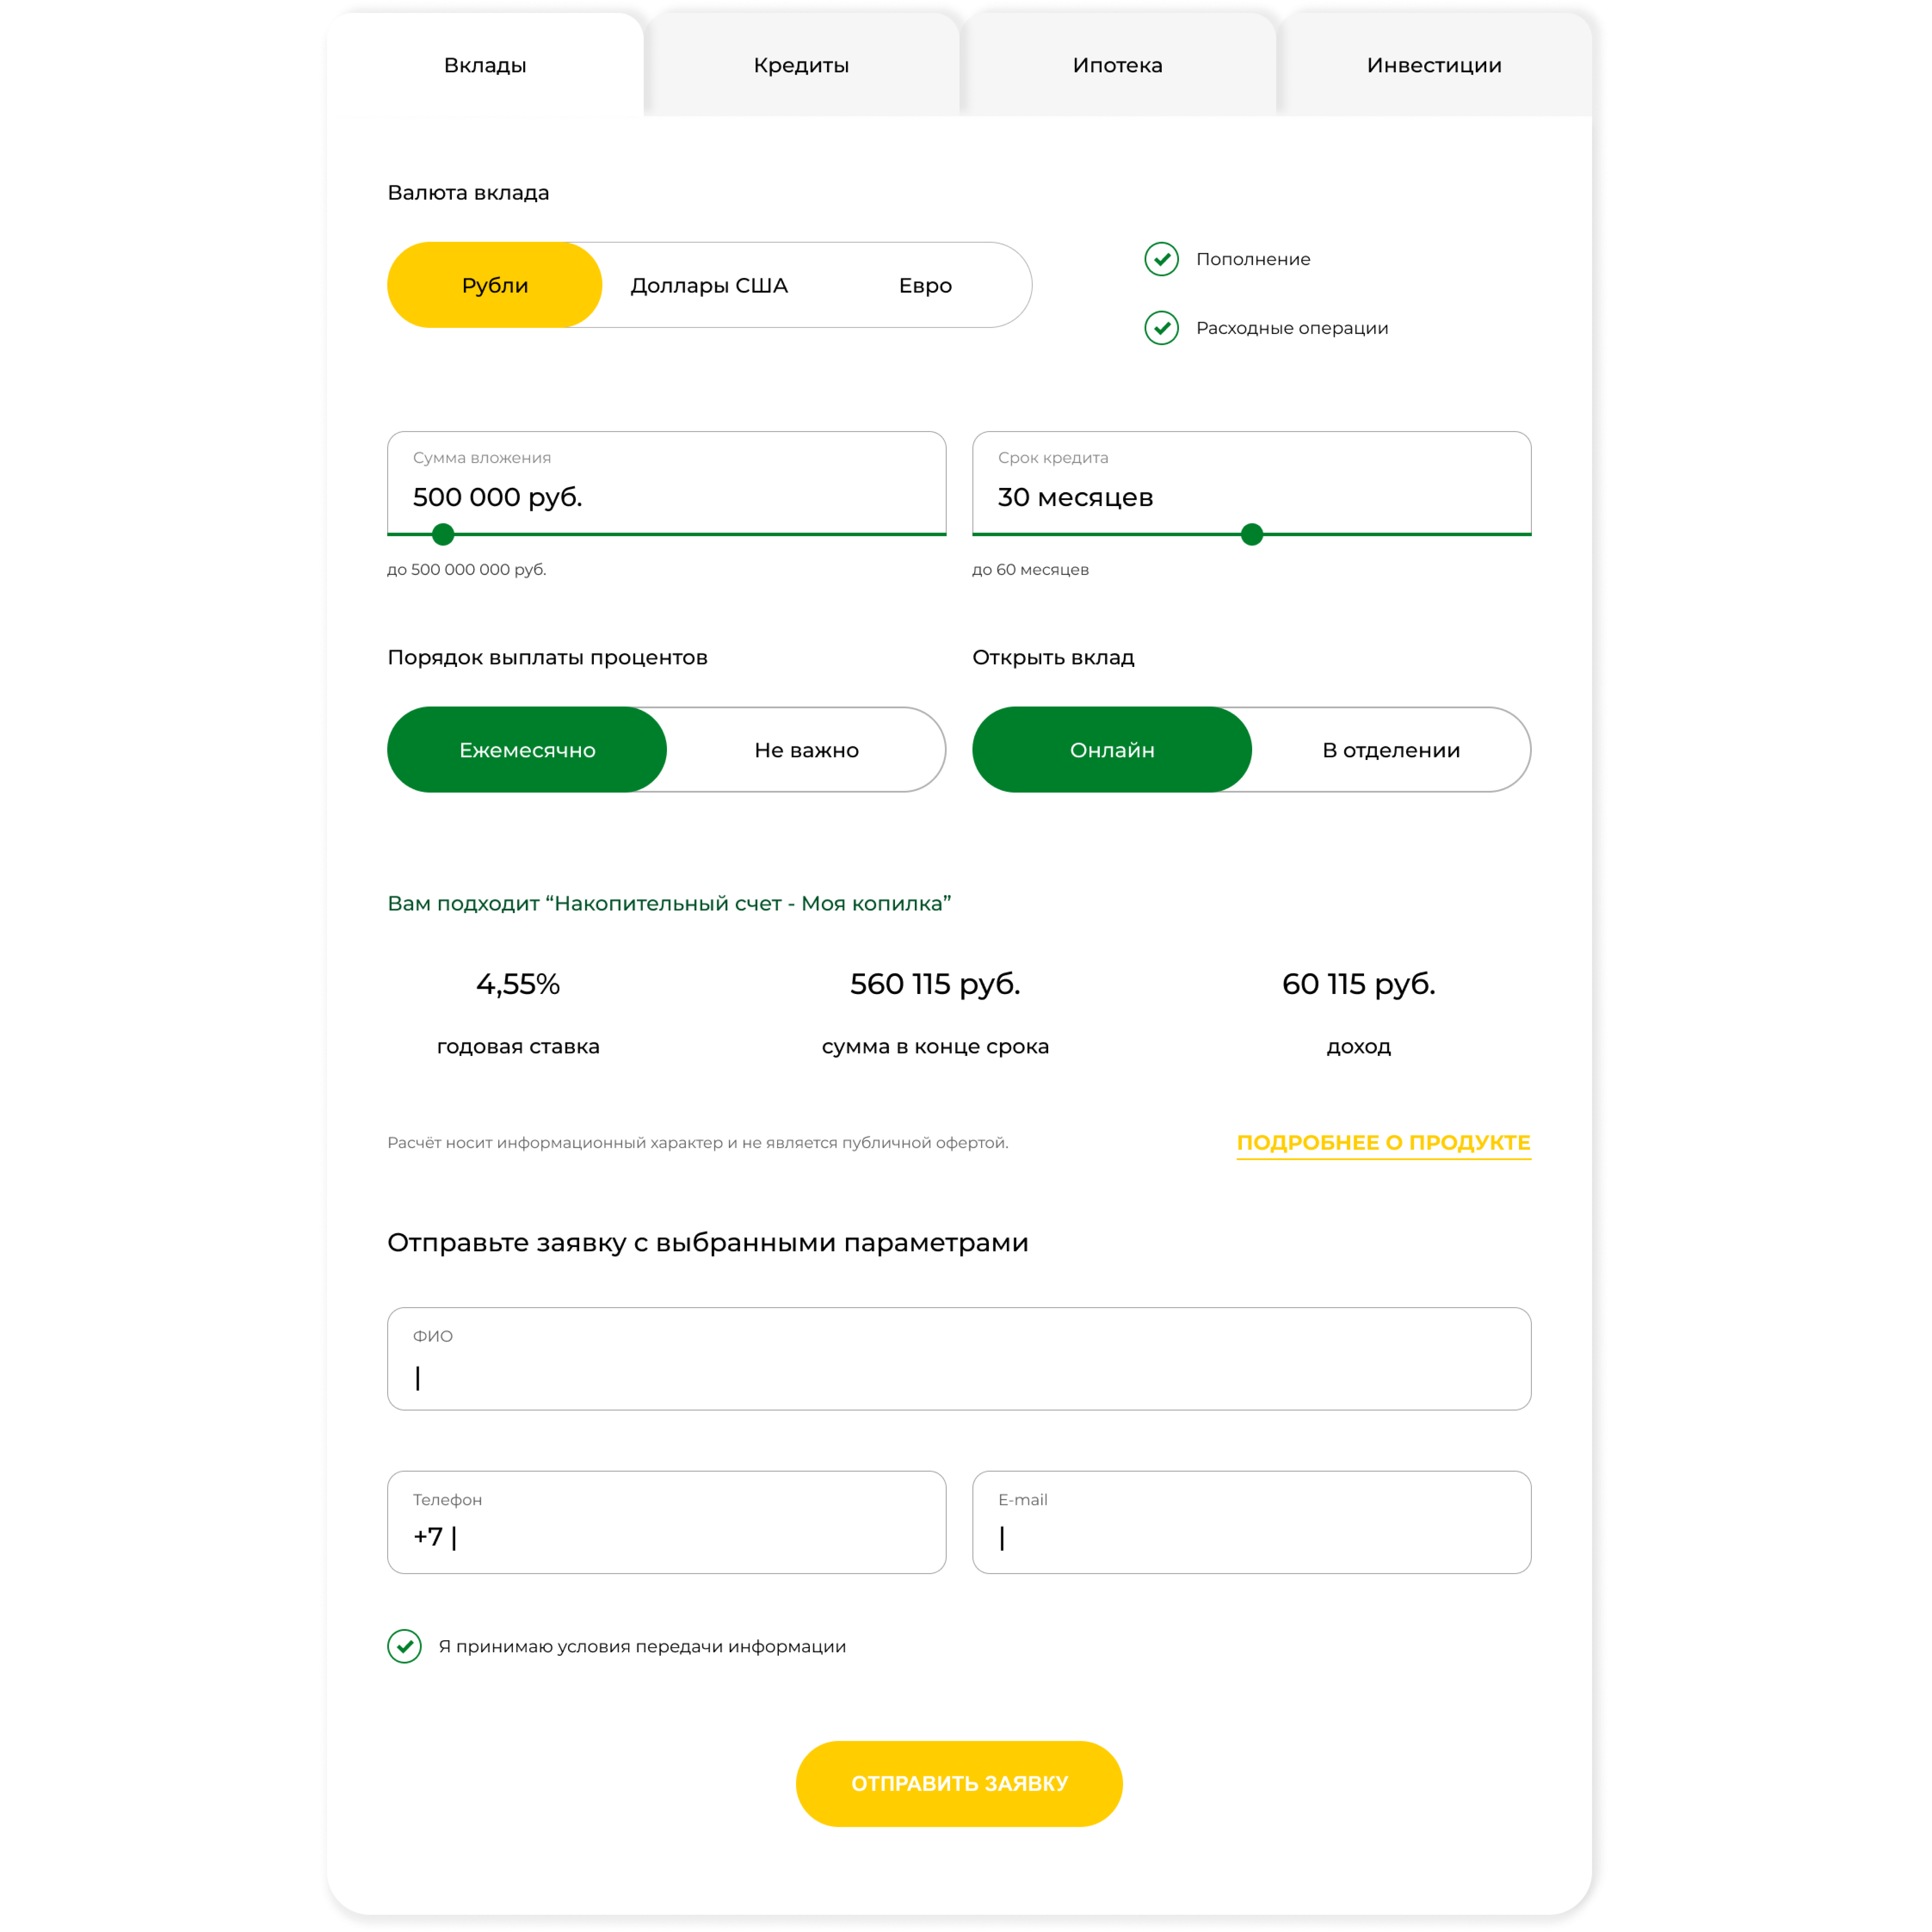 Вклады
Кредиты
Ипотека
Инвестиции
Валюта вклада
Рубли
Доллары США
Евро
Пополнение
Расходные операции
Сумма вложения
500 000 руб.
до 500 000 000 руб.
Срок кредита
30 месяцев
до 60 месяцев
Порядок выплаты процентов
Ежемесячно
Не важно
Открыть вклад
Онлайн
В отделении
Вам подходит “Накопительный счет - Моя копилка”
4,55%
годовая ставка
560 115 руб.
сумма в конце срока
60 115 руб.
доход
Расчёт носит информационный характер и не является публичной офертой.
ПОДРОБНЕЕ О ПРОДУКТЕ
Отправьте заявку с выбранными параметрами
ФИО
|
Телефон
+7 |
E-mail
|
Я принимаю условия передачи информации
ОТПРАВИТЬ ЗАЯВКУ